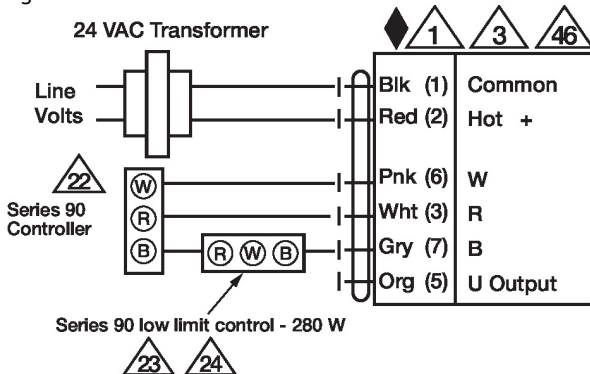 24 VAC Transformer
1 3 46
Line
Volts
Blk (1) Common
Red (2) Hot +
22
Series 90
Controller
W
R
B
R W B
Pnk (6) W
Wht (3) R
Gry (7) B
Org (5) U Output
Series 90 low limit control - 280 W
23 24